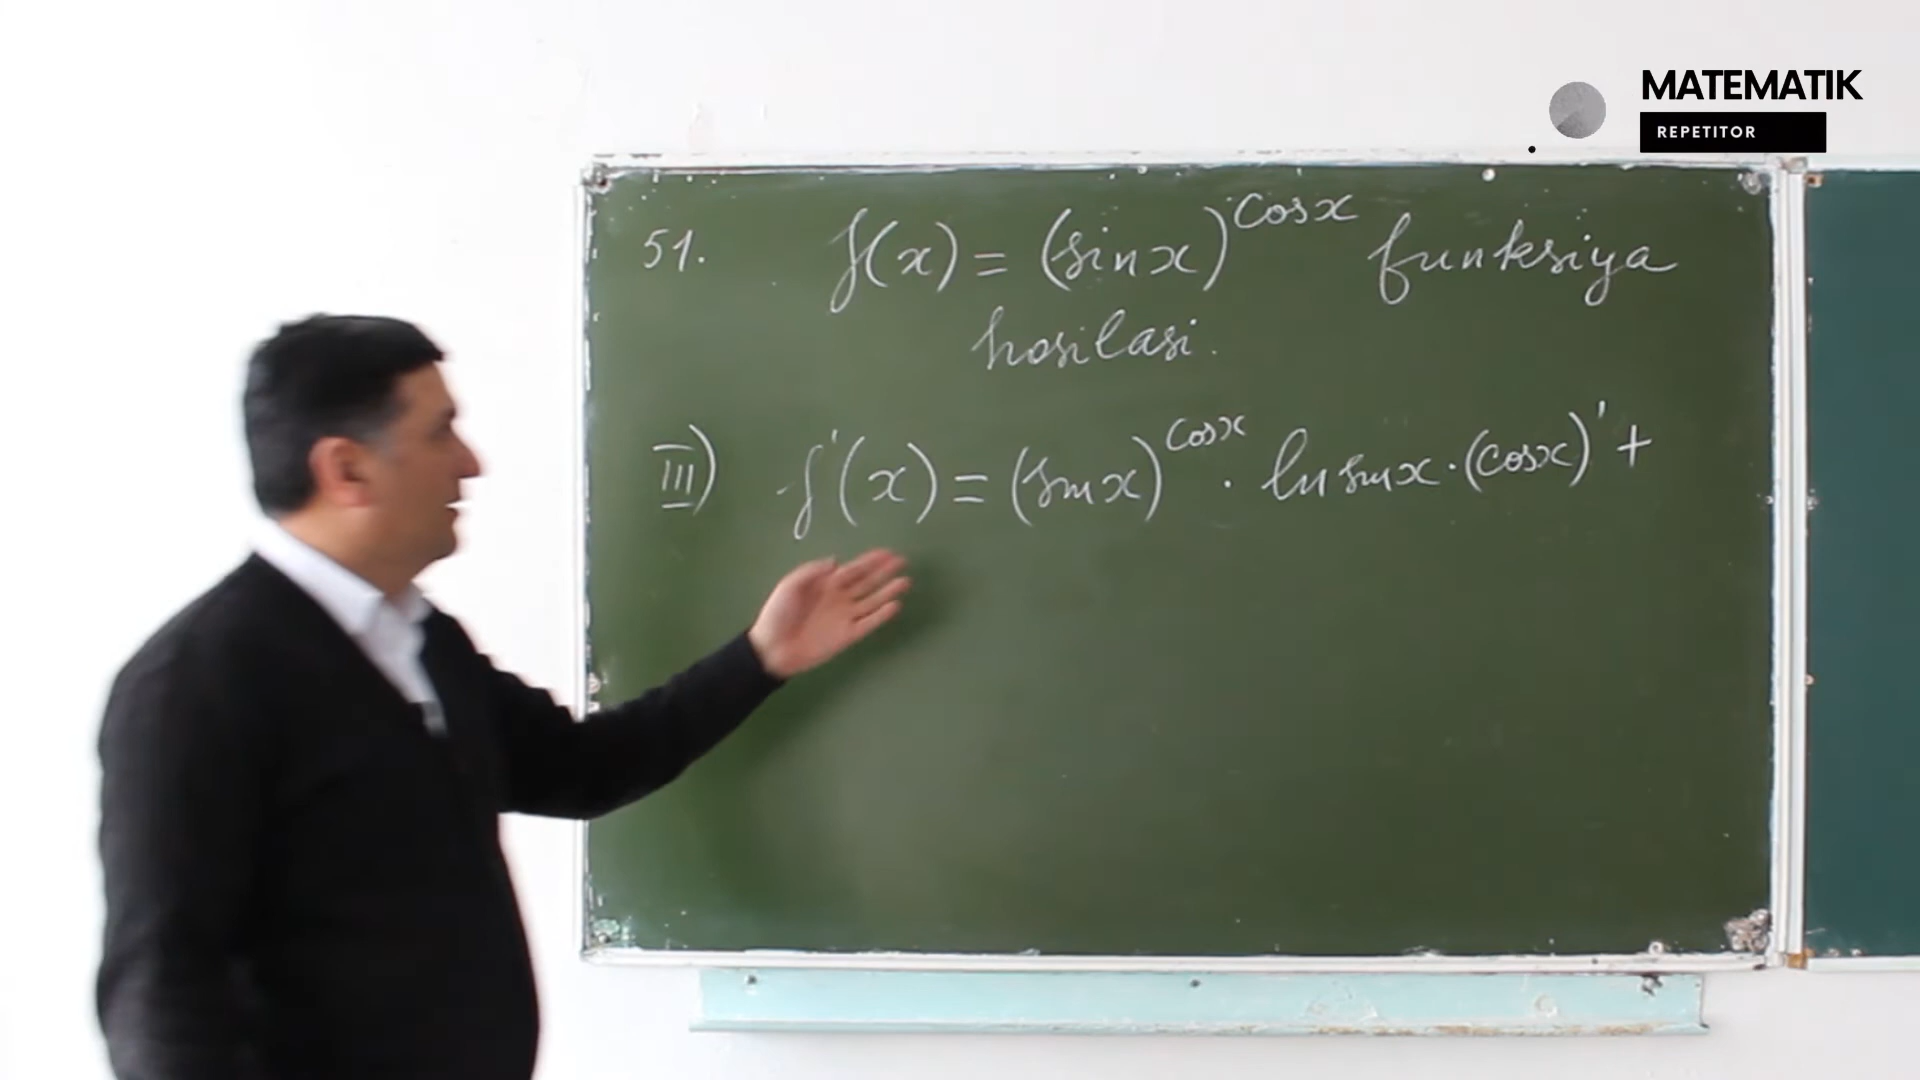 MATEMATIK
REPETITOR
51. f(x) = (sinx)^cosx funksiya
hosilasi.
III) f'(x) = (sinx)^cosx · ln sinx · (cosx)' +